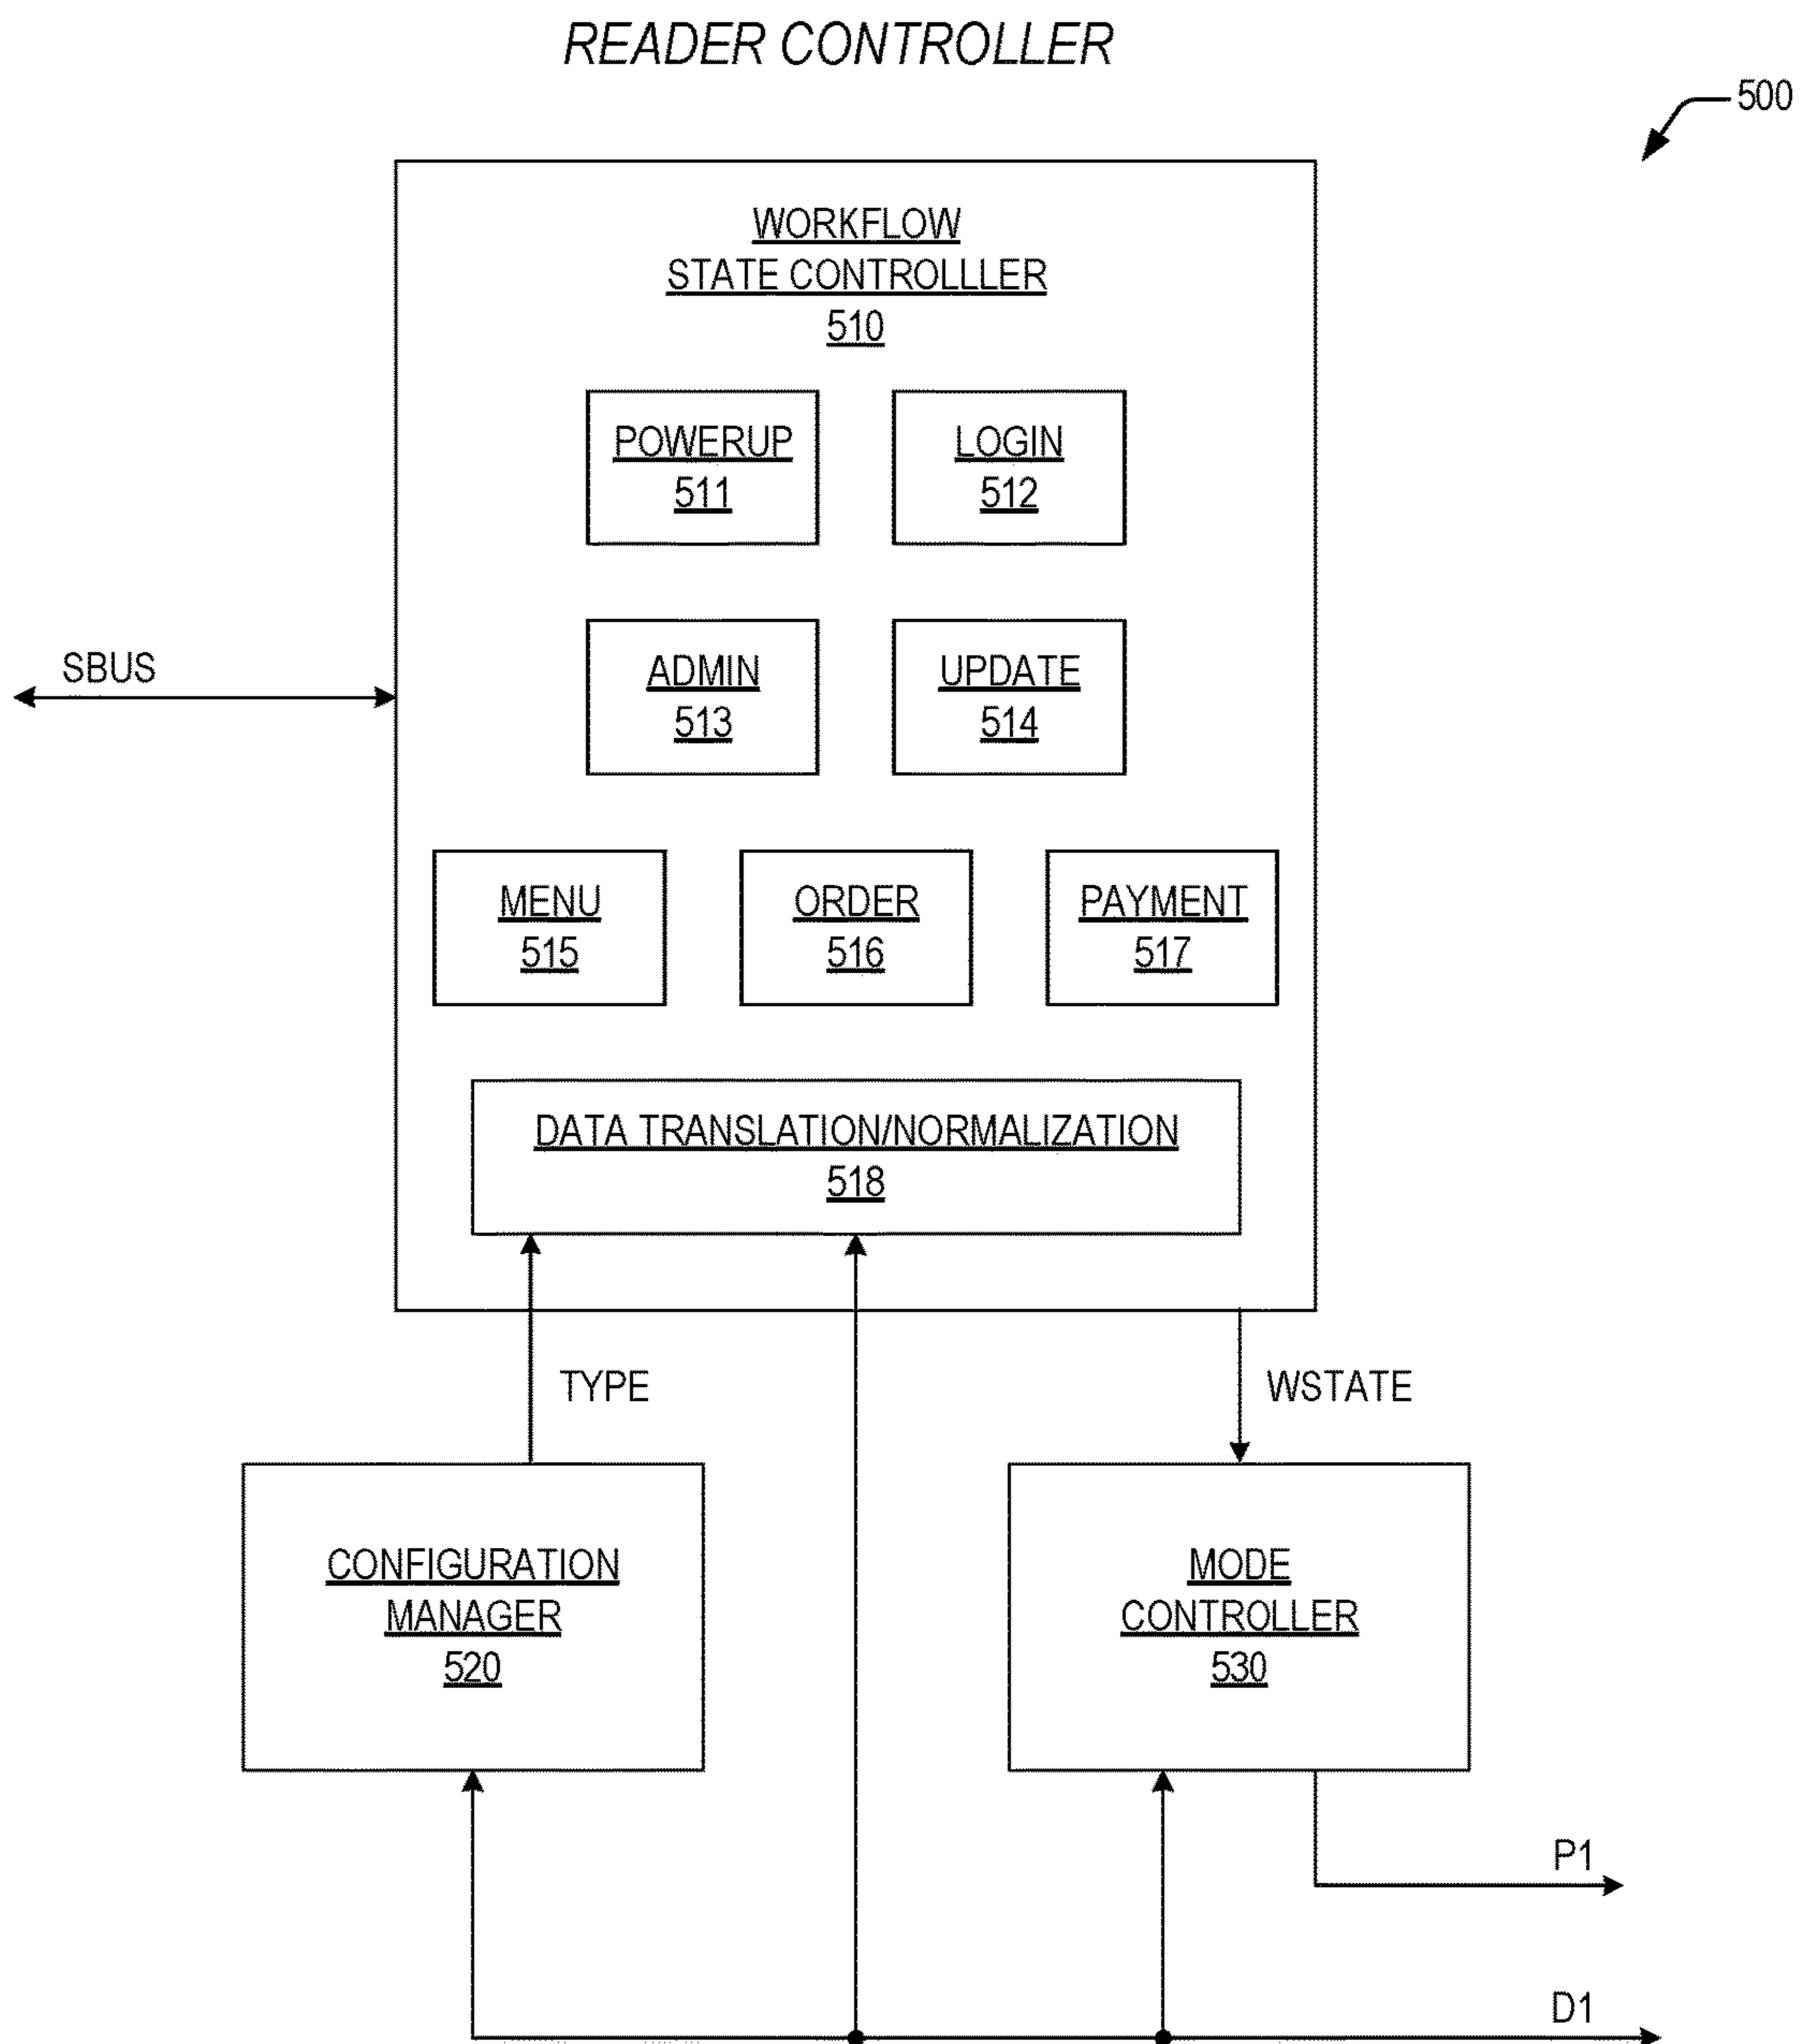 READER CONTROLLER
500
WORKFLOW
STATE CONTROLLLER
510
POWERUP
511
LOGIN
512
ADMIN
513
UPDATE
514
SBUS
MENU
515
ORDER
516
PAYMENT
517
DATA TRANSLATION/NORMALIZATION
518
TYPE
WSTATE
CONFIGURATION
MANAGER
520
MODE
CONTROLLER
530
P1
D1